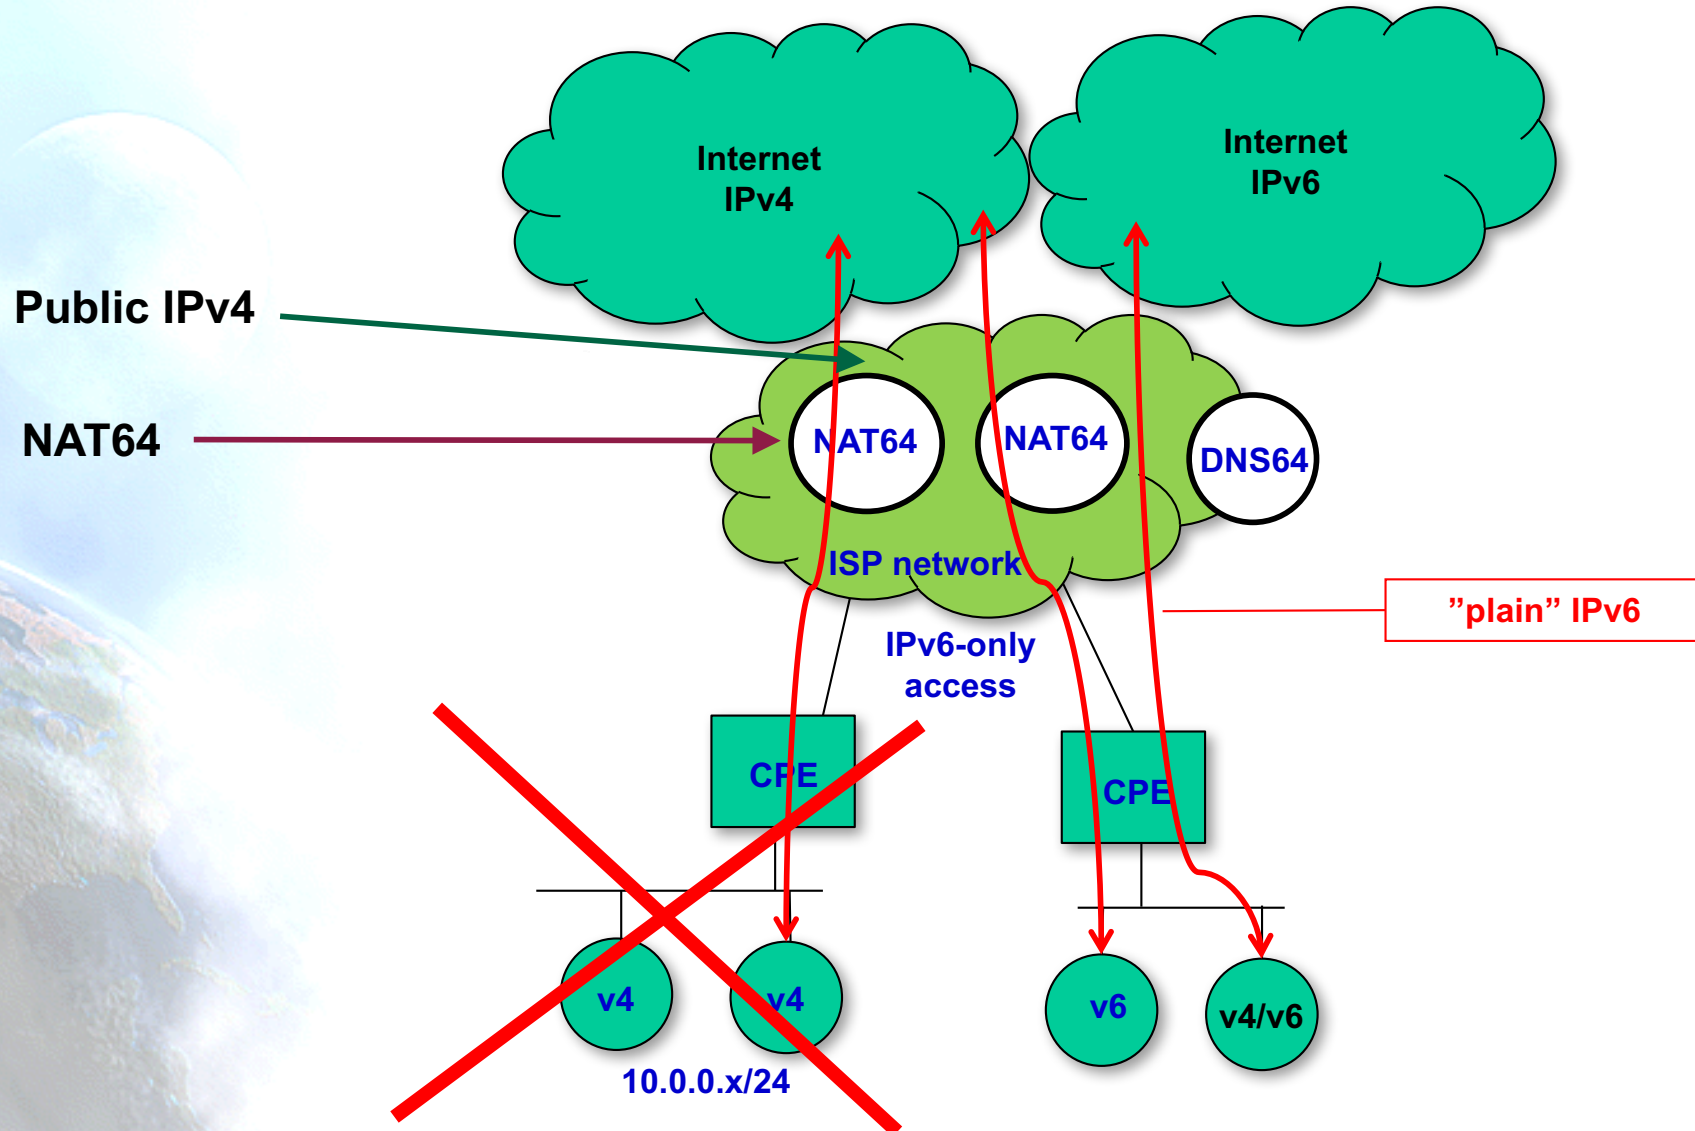 Internet
IPv4
Internet
IPv6
Public IPv4
NAT64
NAT64
NAT64
DNS64
ISP network
”plain” IPv6
IPv6-only
access
CPE
CPE
v4
v4
v6
v4/v6
10.0.0.x/24